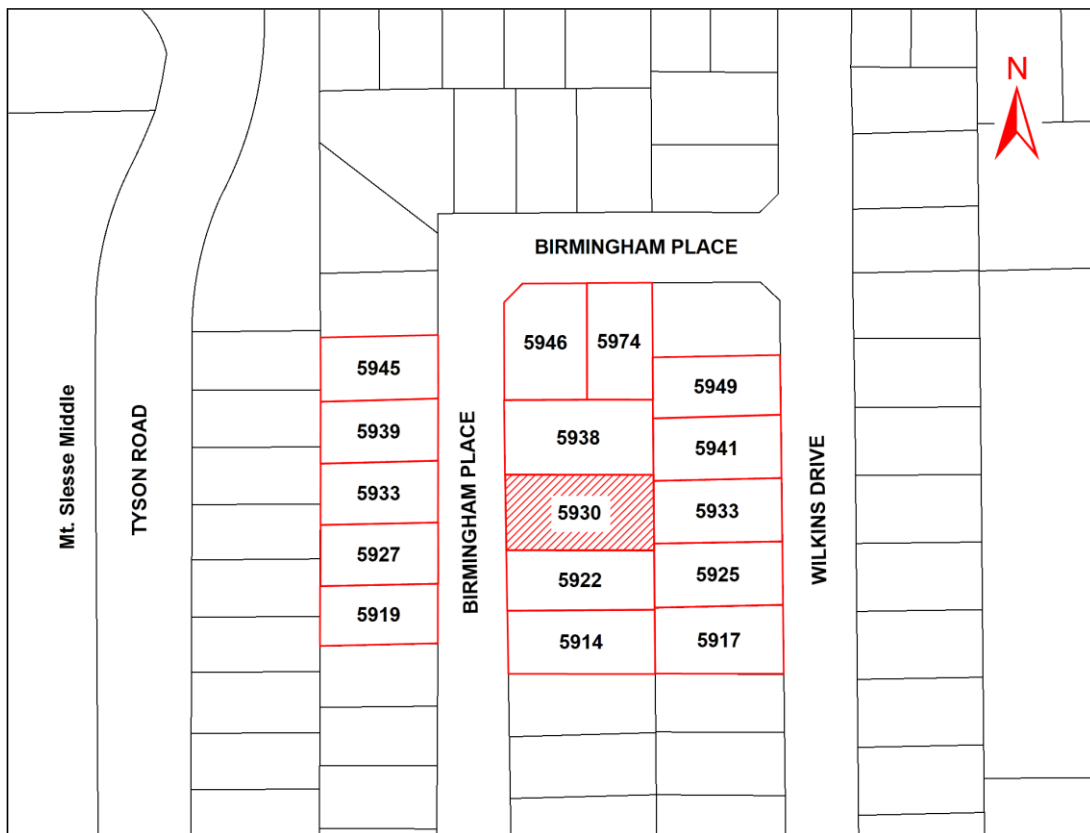 N
BIRMINGHAM PLACE
5946
5974
5945
5949
5939
5938
5941
5933
5930
5933
5927
5922
5925
5919
5914
5917
Mt. Slesse Middle
TYSON ROAD
BIRMINGHAM PLACE
WILKINS DRIVE